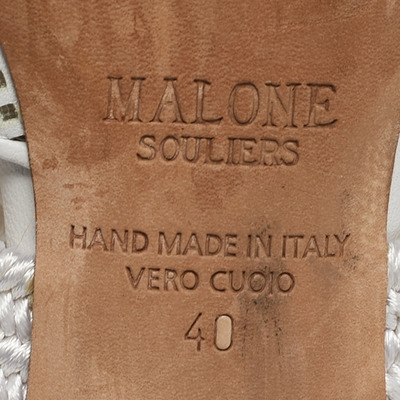 MALONE
SOULIERS
HAND MADE IN ITALY
VERO CUOIO
40